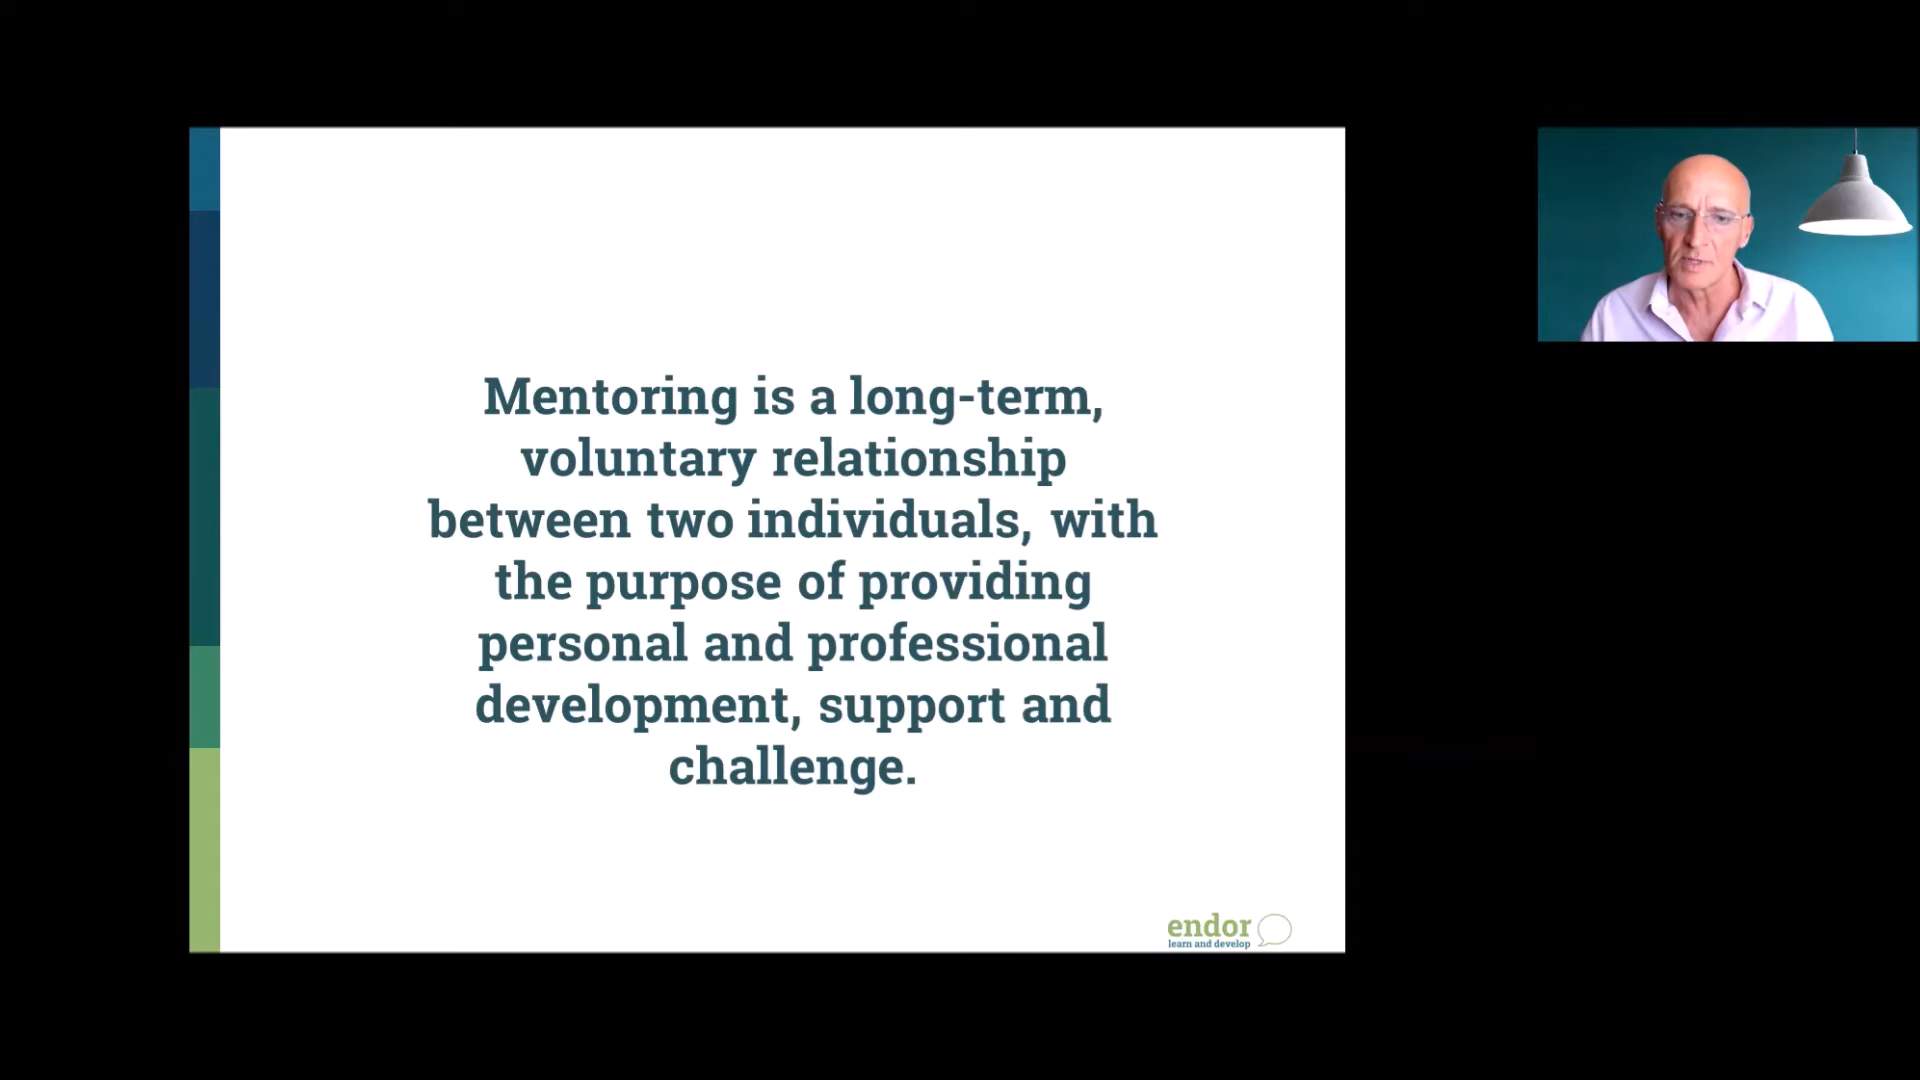 Mentoring is a long-term,
voluntary relationship
between two individuals, with
the purpose of providing
personal and professional
development, support and
challenge.
endor
learn and develop